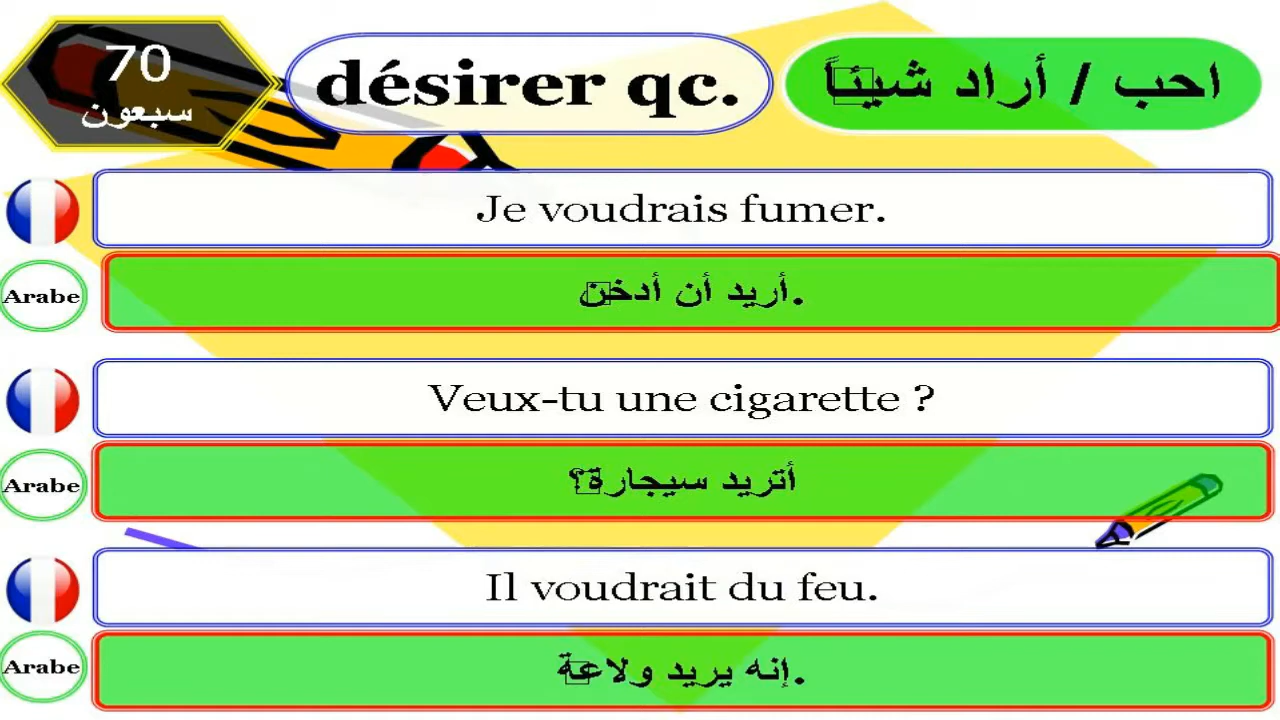 70
سبعون
désirer qc.
احب / أراد شيئاً
Je voudrais fumer.
Arabe
أريد أن أدخن.
Veux-tu une cigarette ?
Arabe
أتريد سيجارة؟
Il voudrait du feu.
Arabe
إنه يريد ولاعة.